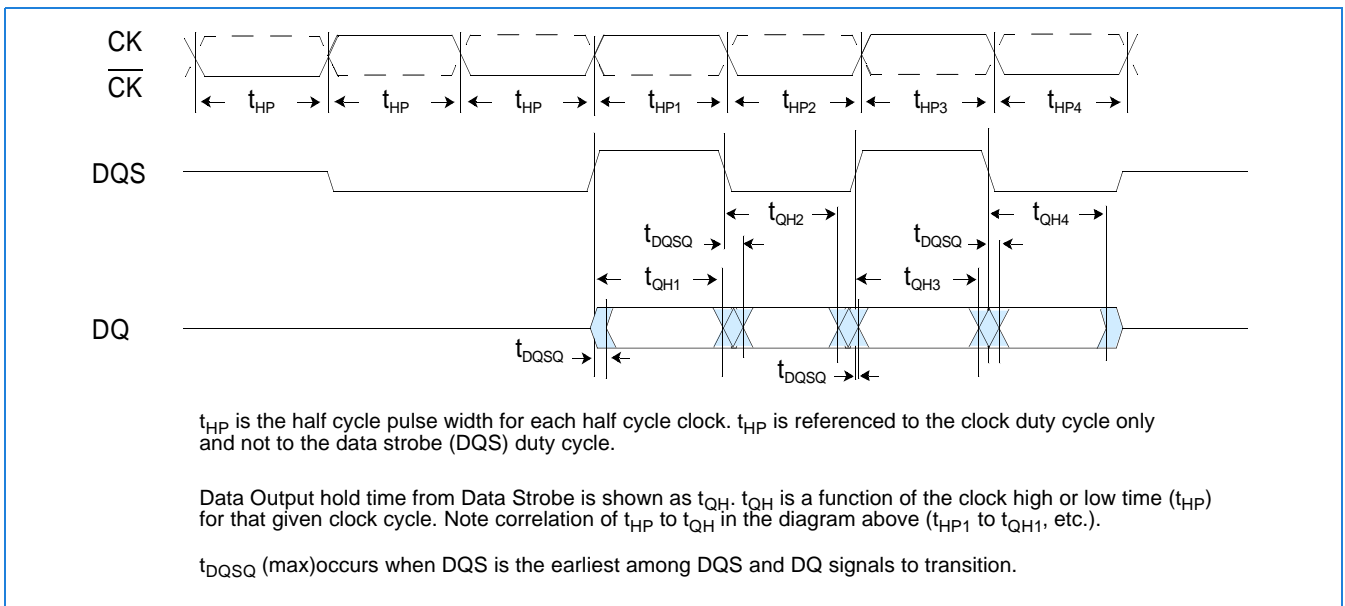 CK
CK
tHP tHP tHP tHP1 tHP2 tHP3 tHP4
DQS
tQH2 tQH4
tDQSQ tDQSQ
tQH1 tQH3
DQ
tDQSQ
tDQSQ
tHP is the half cycle pulse width for each half cycle clock. tHP is referenced to the clock duty cycle only
and not to the data strobe (DQS) duty cycle.
Data Output hold time from Data Strobe is shown as tQH. tQH is a function of the clock high or low time (tHP)
for that given clock cycle. Note correlation of tHP to tQH in the diagram above (tHP1 to tQH1, etc.).
tDQSQ (max)occurs when DQS is the earliest among DQS and DQ signals to transition.